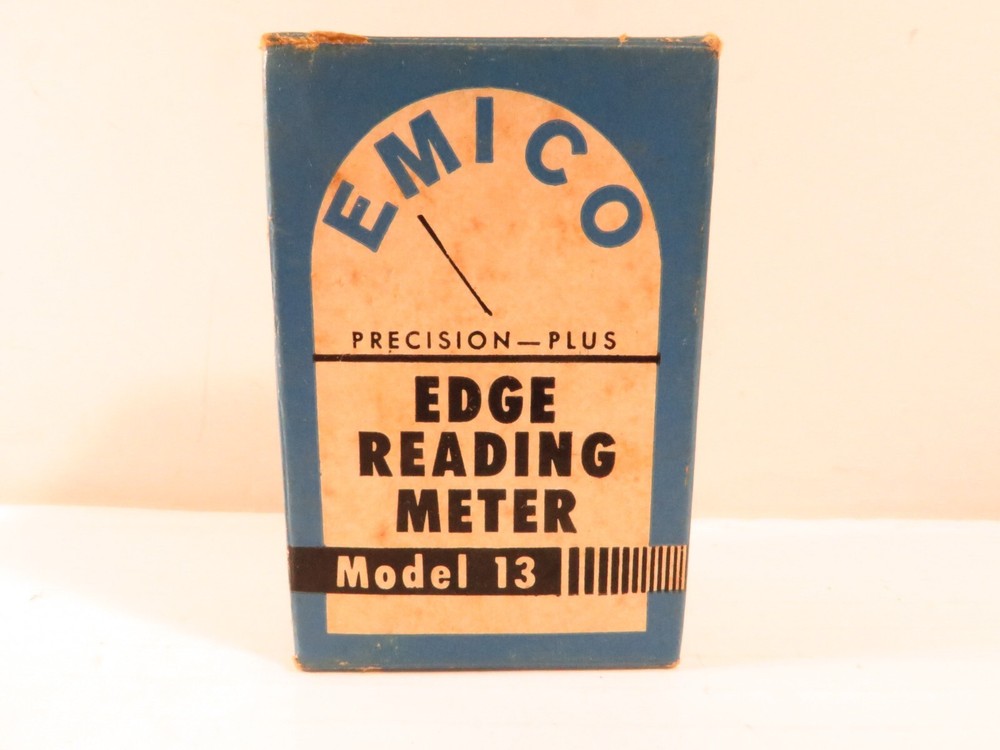 EMICO
PRECISION—PLUS
EDGE
READING
METER
Model 13